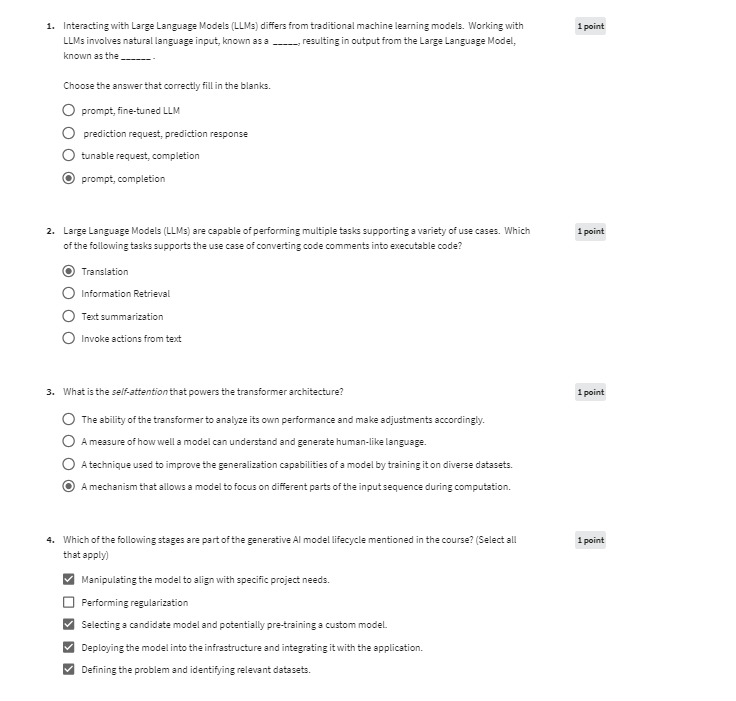 1. Interacting with Large Language Models (LLMs) differs from traditional machine learning models. Working with
1 point
LLMs involves natural language input, known as a _____, resulting in output from the Large Language Model,
known as the ______ .
Choose the answer that correctly fill in the blanks.
prompt, fine-tuned LLM
prediction request, prediction response
tunable request, completion
prompt, completion
2. Large Language Models (LLMs) are capable of performing multiple tasks supporting a variety of use cases. Which
1 point
of the following tasks supports the use case of converting code comments into executable code?
Translation
Information Retrieval
Text summarization
Invoke actions from text
3. What is the self-attention that powers the transformer architecture?
1 point
The ability of the transformer to analyze its own performance and make adjustments accordingly.
A measure of how well a model can understand and generate human-like language.
A technique used to improve the generalization capabilities of a model by training it on diverse datasets.
A mechanism that allows a model to focus on different parts of the input sequence during computation.
4. Which of the following stages are part of the generative AI model lifecycle mentioned in the course? (Select all
1 point
that apply)
Manipulating the model to align with specific project needs.
Performing regularization
Selecting a candidate model and potentially pre-training a custom model.
Deploying the model into the infrastructure and integrating it with the application.
Defining the problem and identifying relevant datasets.